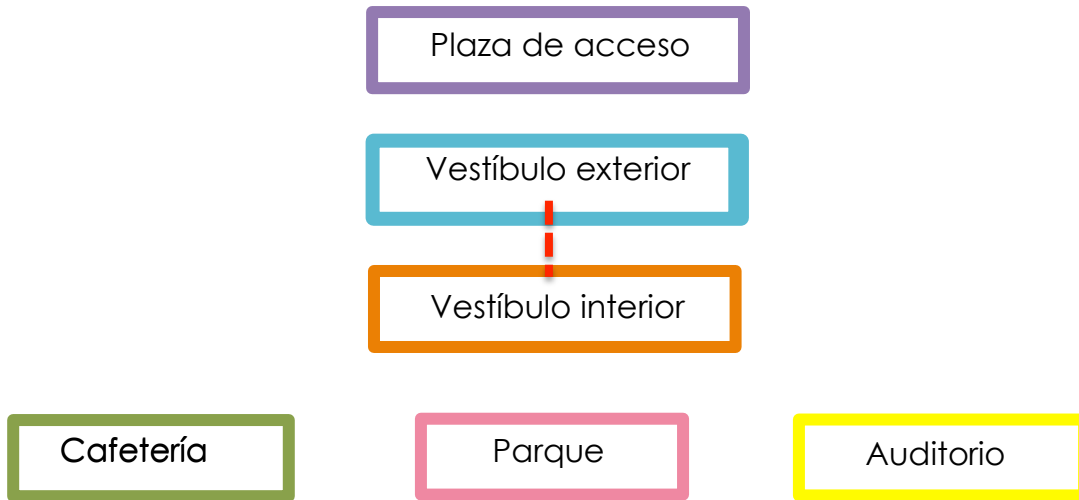 Plaza de acceso
Vestíbulo exterior
Vestíbulo interior
Cafetería
Parque
Auditorio